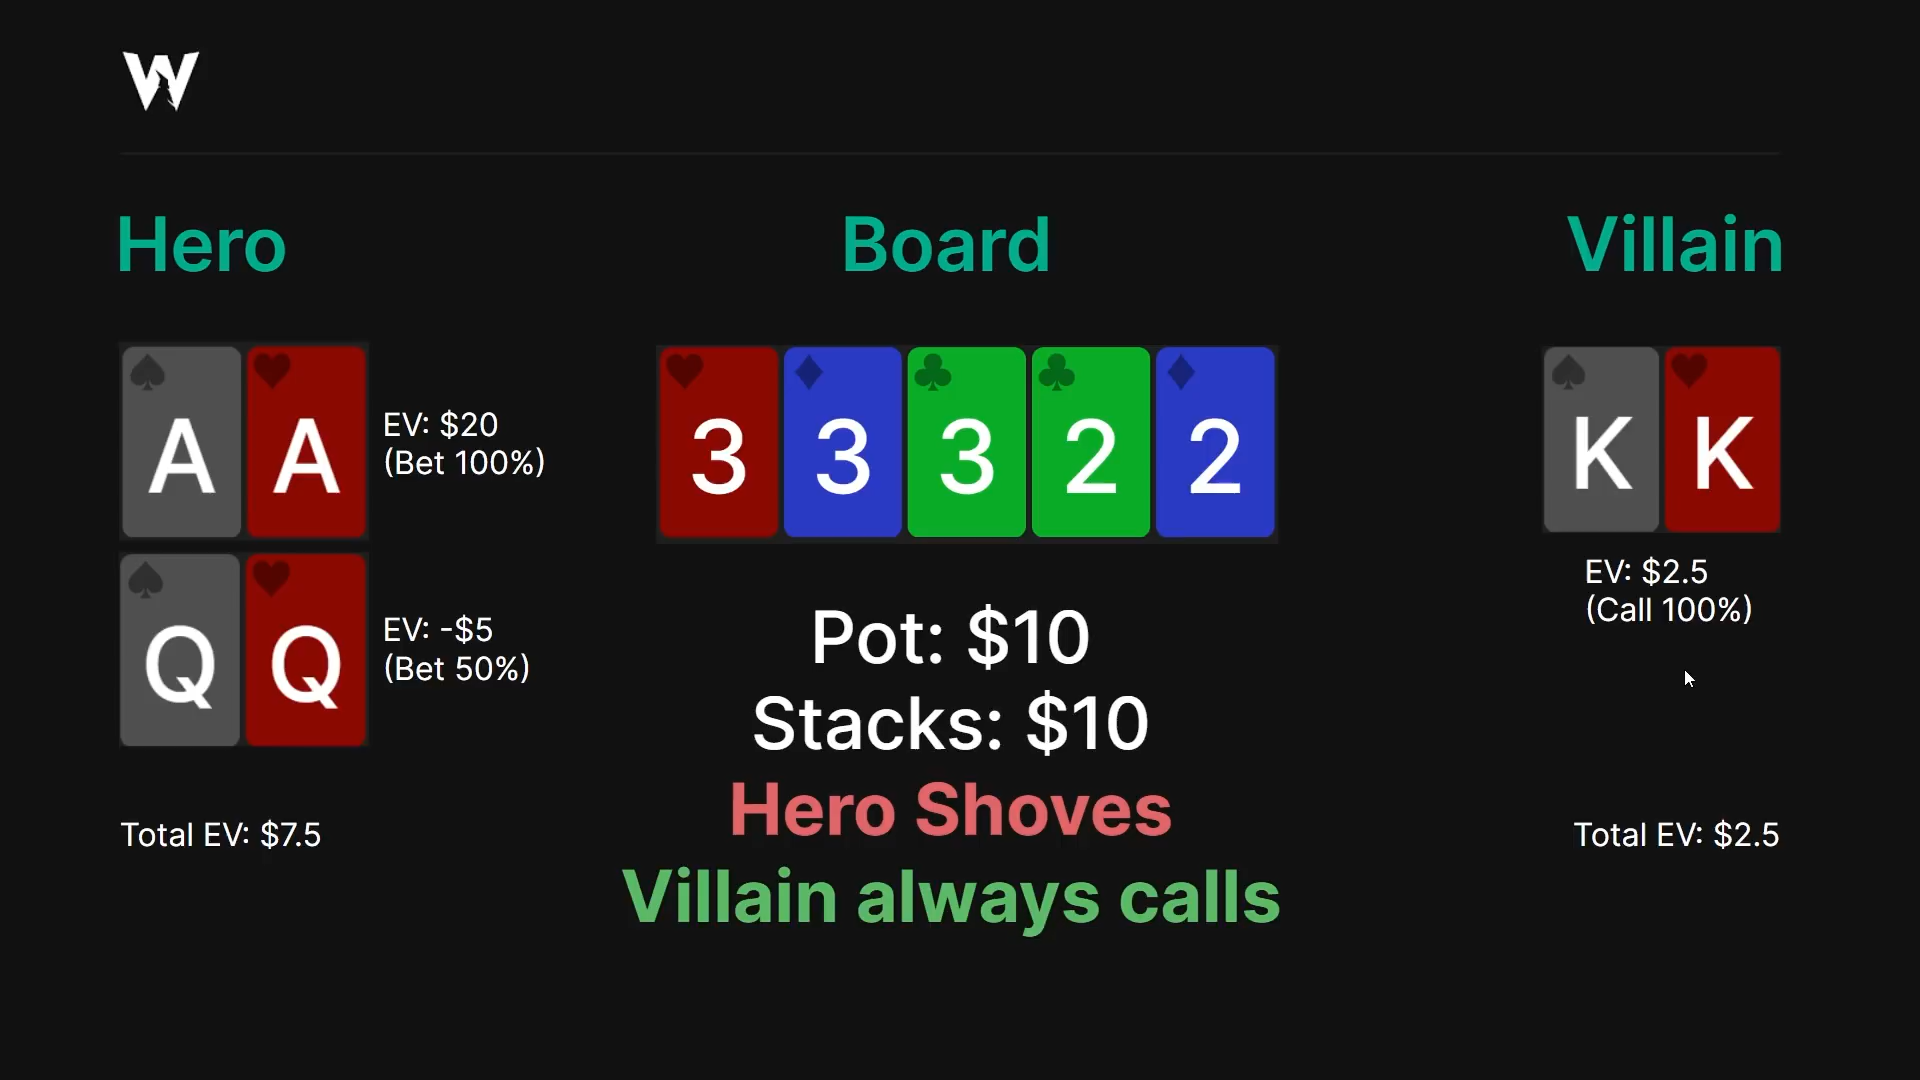 W
Hero
Board
Villain
A A
EV: $20
(Bet 100%)
3 3 3 2 2
K K
EV: $2.5
(Call 100%)
Q Q
EV: -$5
(Bet 50%)
Pot: $10
Stacks: $10
Hero Shoves
Villain always calls
Total EV: $7.5
Total EV: $2.5